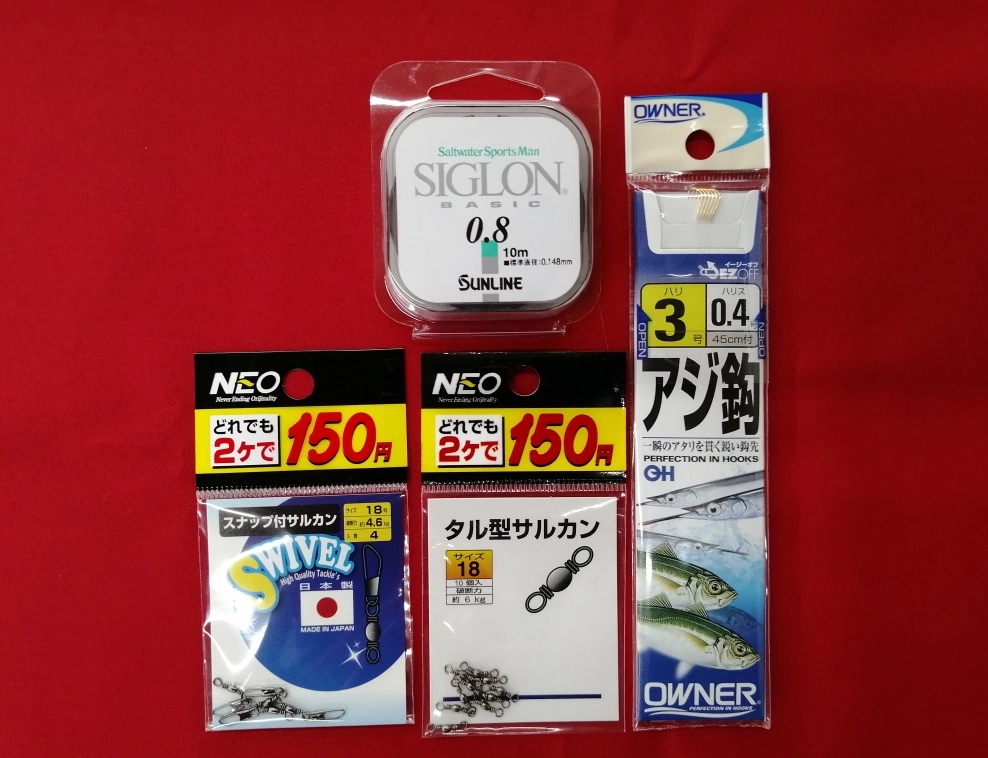 Saltwater Sports Man
SIGLON®
BASIC
0.8
10m
■標準直径:0.148mm
SUNLINE
OWNER®
イージーオフ
EZOFF
ハリ
3号
ハリス
0.4号
45cm付
OPEN
OPEN
アジ鈎
一瞬のアタリを貫く鋭い鈎先
PERFECTION IN HOOKS
OH
OWNER
PERFECTION IN HOOKS
NEO
Never Ending Originality
どれでも
2ケで
150円
スナップ付サルカン
サイズ 18号
破断力 約4.6kg
入数 4
SWIVEL
High Quality Tackle's
日本製
MADE IN JAPAN
NEO
Never Ending Originality
どれでも
2ケで
150円
タル型サルカン
サイズ
18
10個入
破断力
約6kg